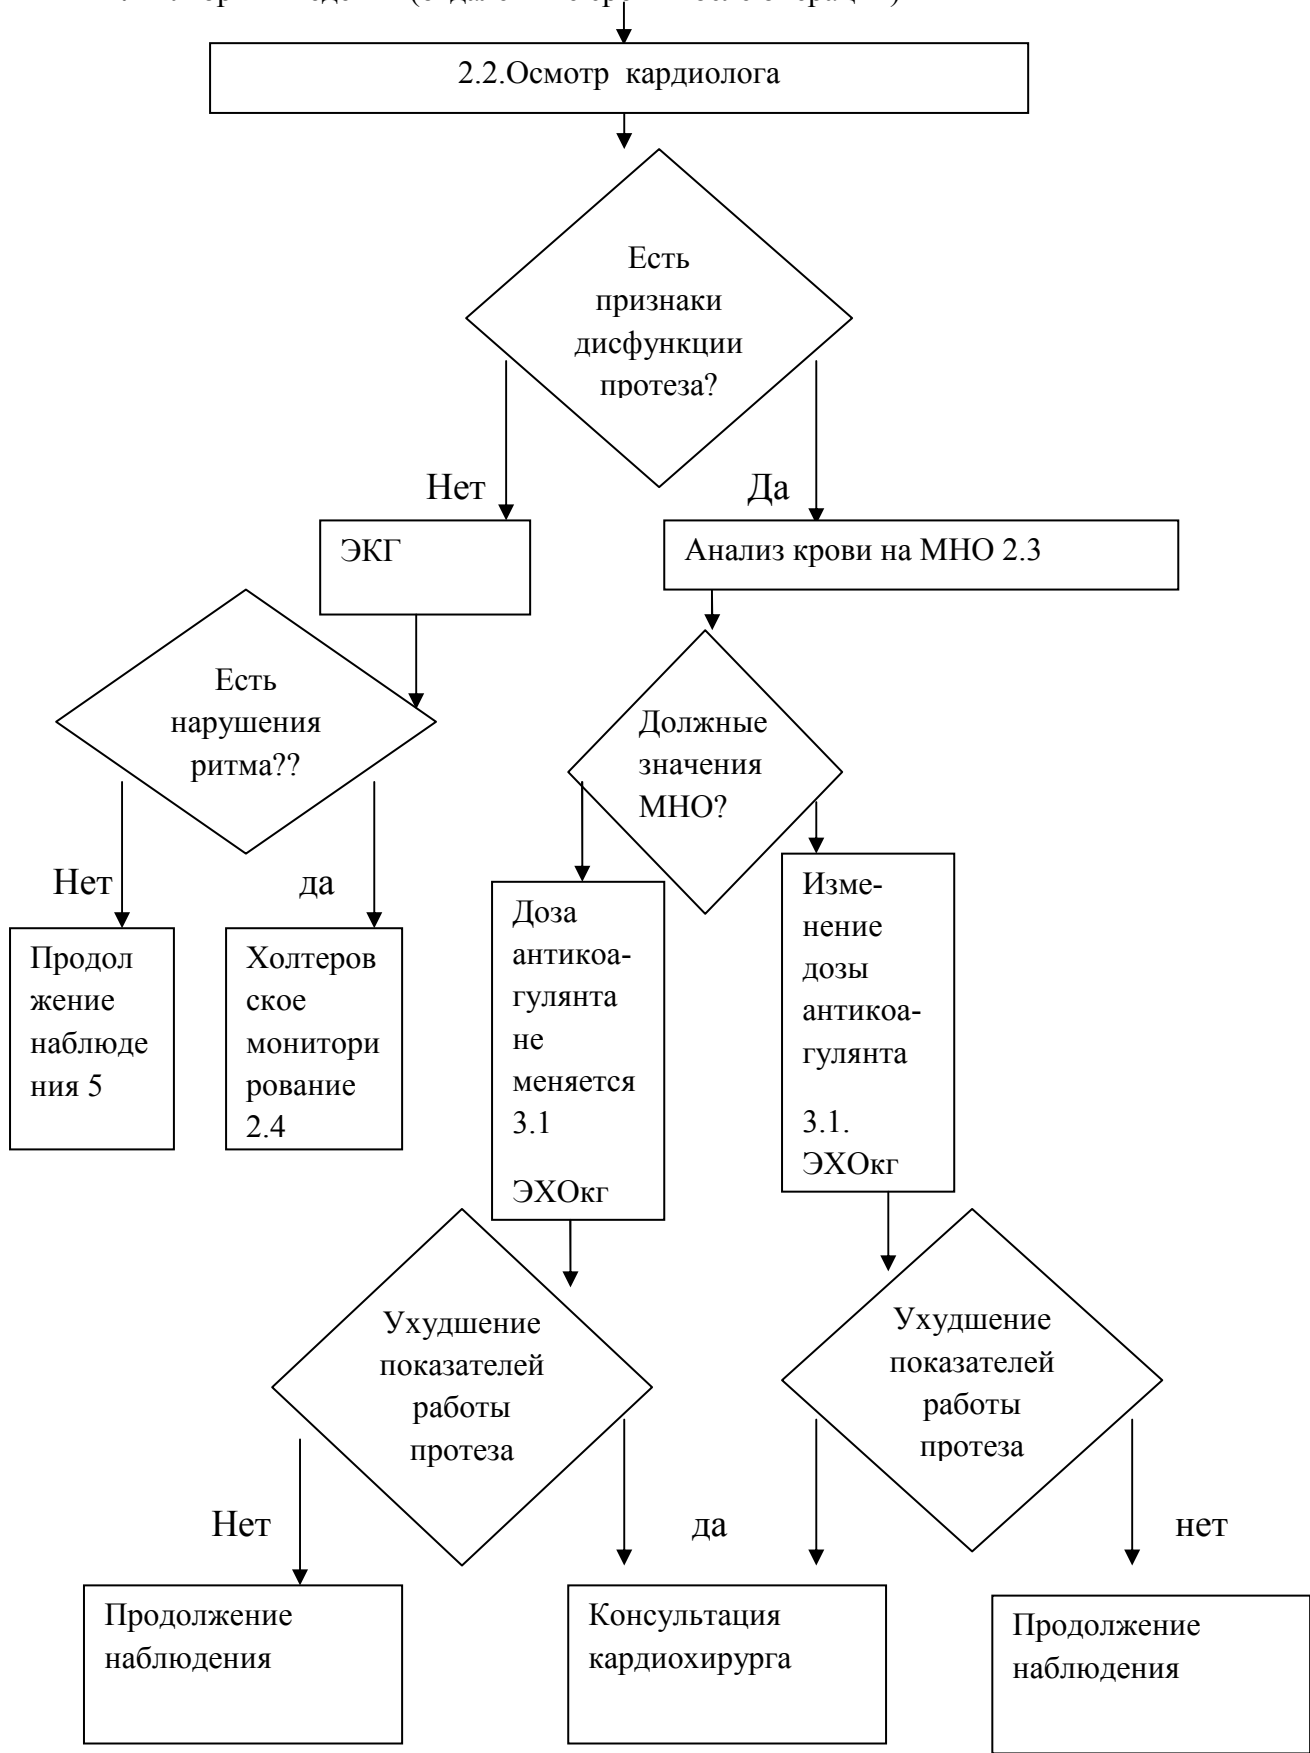 2.2.Осмотр кардиолога
Есть
признаки
дисфункции
протеза?
Нет
Да
ЭКГ
Анализ крови на МНО 2.3
Есть
нарушения
ритма??
Должные
значения
МНО?
Нет
да
Продол
жение
наблюде
ния 5
Холтеров
ское
монитори
рование
2.4
Доза
антикоа-
гулянта
не
меняется
3.1
ЭХОкг
Изме-
нение
дозы
антикоа-
гулянта
3.1.
ЭХОкг
Ухудшение
показателей
работы
протеза
Ухудшение
показателей
работы
протеза
Нет
да
нет
Продолжение
наблюдения
Консультация
кардиохирурга
Продолжение
наблюдения